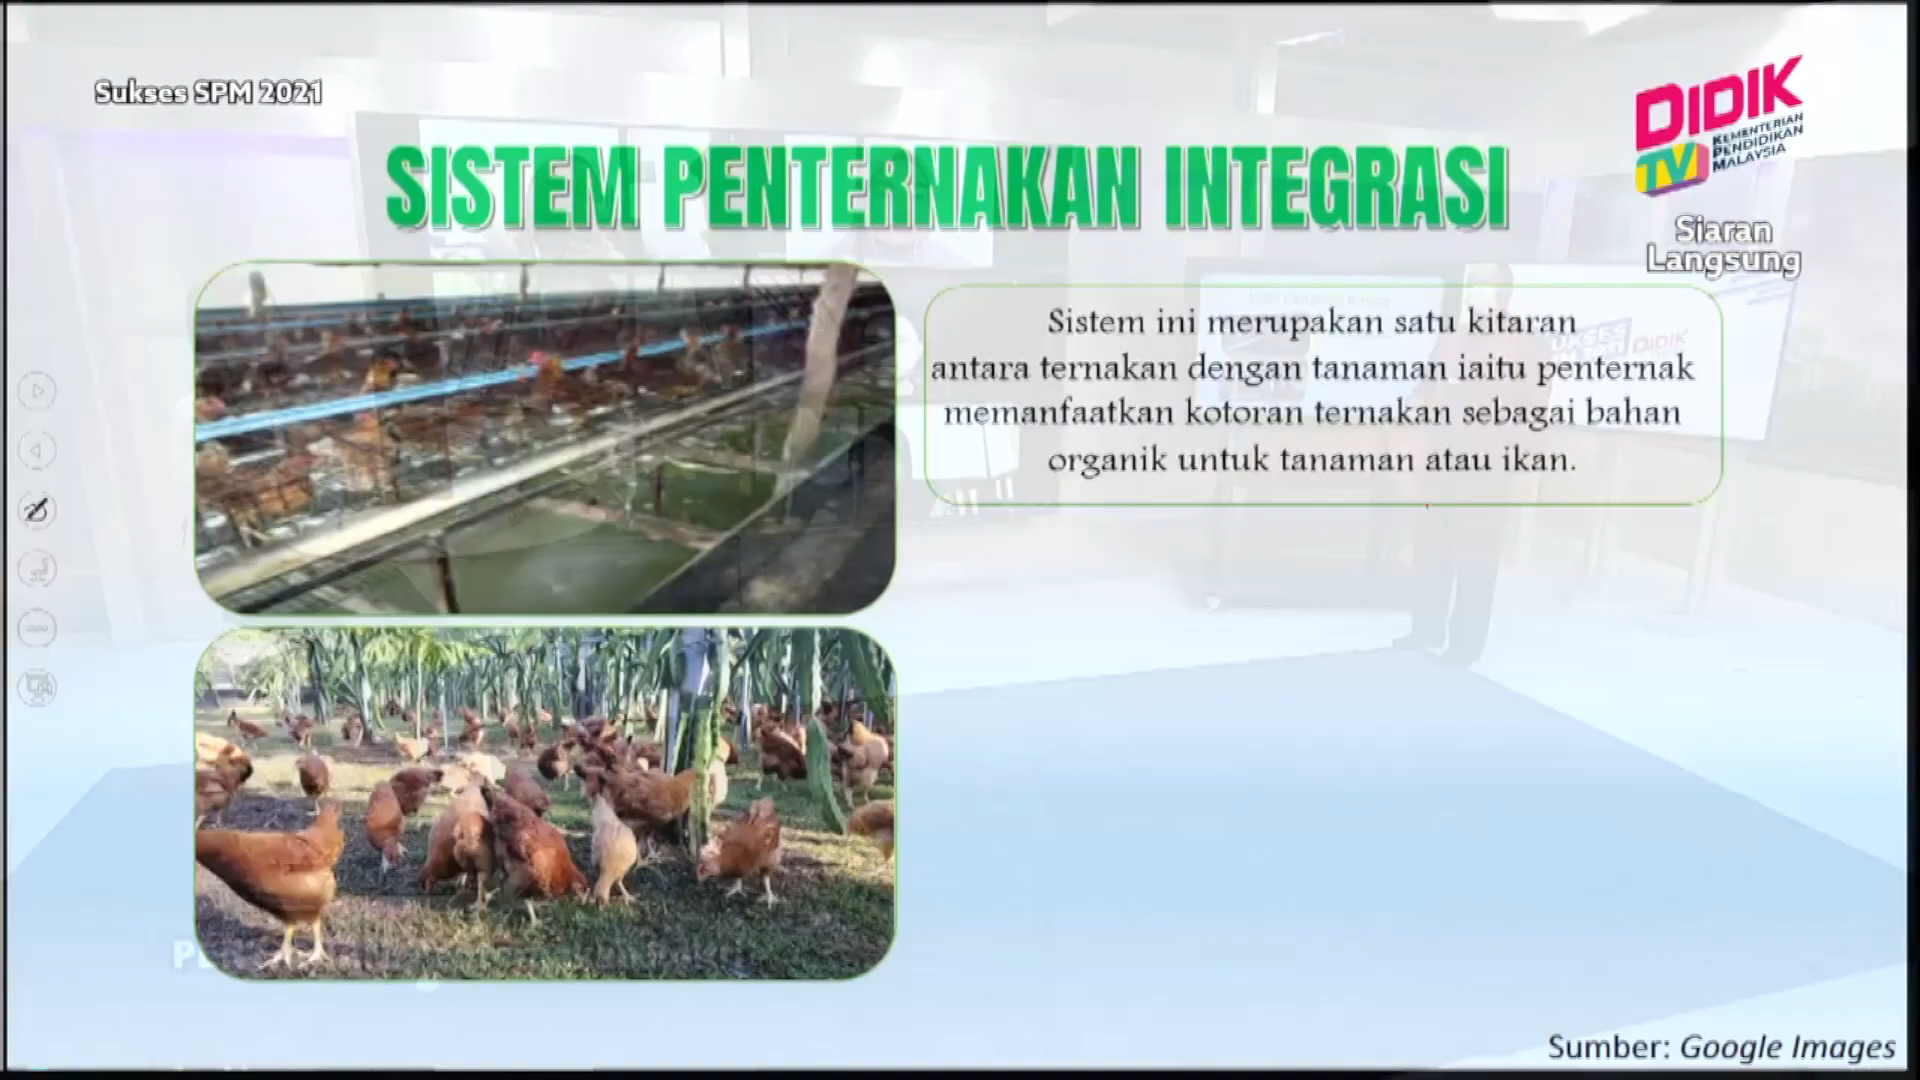 Sukses SPM 2021
DIDIK
TV
KEMENTERIAN
PENDIDIKAN
MALAYSIA
Siaran
Langsung
SISTEM PENTERNAKAN INTEGRASI
Sistem ini merupakan satu kitaran
antara ternakan dengan tanaman iaitu penternak
memanfaatkan kotoran ternakan sebagai bahan
organik untuk tanaman atau ikan.
DIDIK
Sumber: Google Images